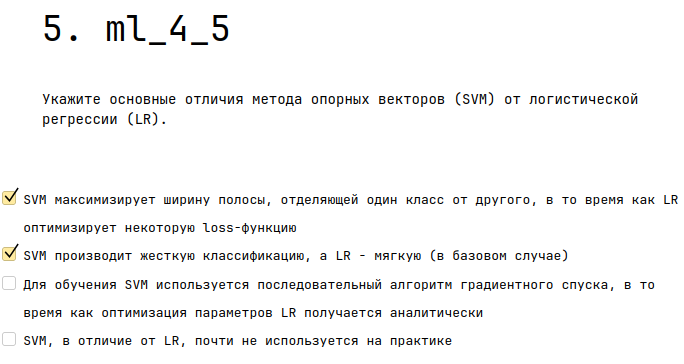 5. ml_4_5
Укажите основные отличия метода опорных векторов (SVM) от логистической
регрессии (LR).
SVM максимизирует ширину полосы, отделяющей один класс от другого, в то время как LR
оптимизирует некоторую loss-функцию
SVM производит жесткую классификацию, а LR - мягкую (в базовом случае)
Для обучения SVM используется последовательный алгоритм градиентного спуска, в то
время как оптимизация параметров LR получается аналитически
SVM, в отличие от LR, почти не используется на практике